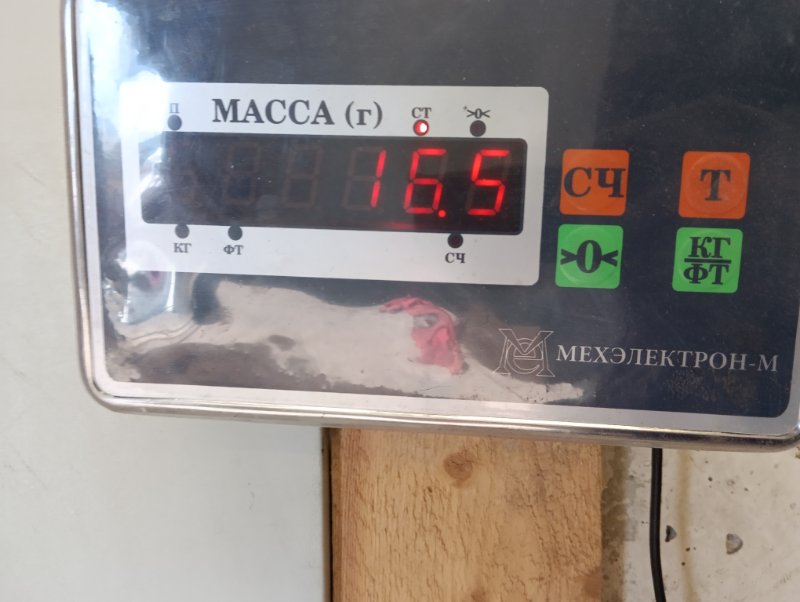 П МАССА (г) СТ >0<
16.5
КГ ФТ СЧ
СЧ Т
>0< КГ/ФТ
МЕХЭЛЕКТРОН-М